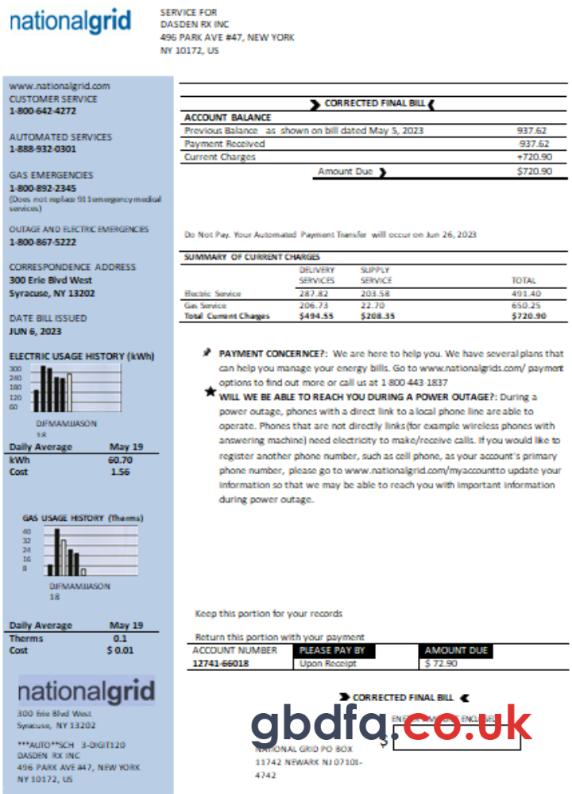 nationalgrid
SERVICE FOR
DASDEN RX INC
496 PARK AVE #47, NEW YORK
NY 10172, US
www.nationalgrid.com
CUSTOMER SERVICE
1-800-642-4272
AUTOMATED SERVICES
1-888-932-0301
GAS EMERGENCIES
1-800-892-2345
(Does not replace 911emergency medical
services)
OUTAGE AND ELECTRIC EMERGENCIES
1-800-867-5222
CORRESPONDENCE ADDRESS
300 Erie Blvd West
Syracuse, NY 13202
DATE BILL ISSUED
JUN 6, 2023
ELECTRIC USAGE HISTORY (kWh)
300
240
180
120
60
DJFMAMJJASON
18
Daily Average May 19
kWh 60.70
Cost 1.56
GAS USAGE HISTORY (Therms)
40
32
24
16
8
DJFMAMJJASON
18
Daily Average May 19
Therms 0.1
Cost $ 0.01
nationalgrid
300 Erie Blvd West
Syracuse, NY 13202
***AUTO**SCH 3-DIGIT120
DASDEN RX INC
496 PARK AVE #47, NEW YORK
NY 10172, US
CORRECTED FINAL BILL
ACCOUNT BALANCE
Previous Balance as shown on bill dated May 5, 2023 937.62
Payment Received 937.62
Current Charges +720.90
Amount Due $720.90
Do Not Pay. Your Automated Payment Transfer will occur on Jun 26, 2023
SUMMARY OF CURRENT CHARGES
DELIVERY SUPPLY
SERVICES SERVICE TOTAL
Electric Service 287.82 203.58 491.40
Gas Service 206.73 22.70 650.25
Total Current Charges $494.55 $208.35 $720.90
PAYMENT CONCERNCE?: We are here to help you. We have several plans that
can help you manage your energy bills. Go to www.nationalgrids.com/ payment
options to find out more or call us at 1 800 443-1837
WILL WE BE ABLE TO REACH YOU DURING A POWER OUTAGE?: During a
power outage, phones with a direct link to a local phone line are able to
operate. Phones that are not directly links(for example wireless phones with
answering machine) need electricity to make/receive calls. If you would like to
register another phone number, such as cell phone, as your account's primary
phone number, please go to www.nationalgrid.com/myaccountto update your
information so that we may be able to reach you with important information
during power outage.
Keep this portion for your records
Return this portion with your payment
ACCOUNT NUMBER PLEASE PAY BY AMOUNT DUE
12741-66018 Upon Receipt $ 72.90
CORRECTED FINAL BILL
gbdfa.co.uk
$
NATIONAL GRID PO BOX
11742 NEWARK NJ 07101-
4742